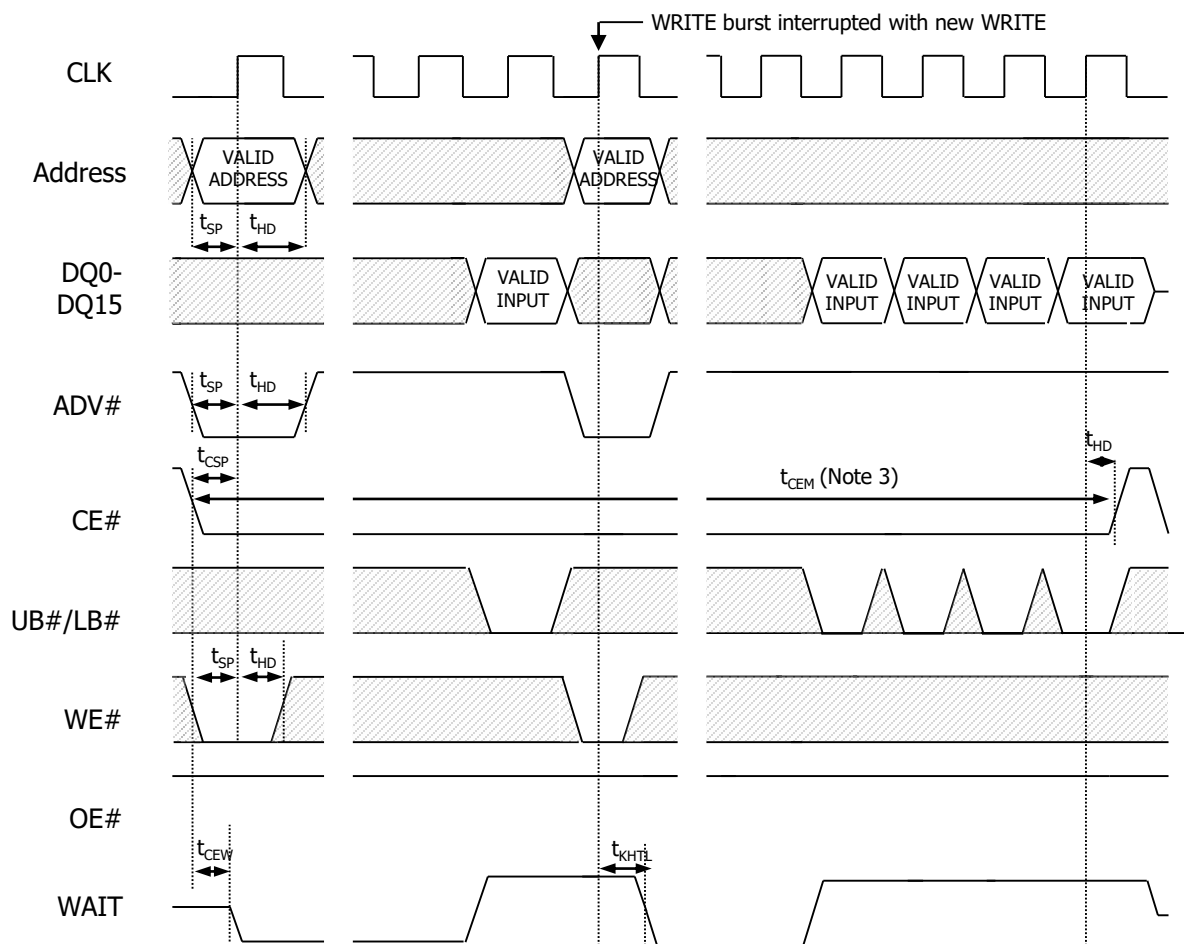 WRITE burst interrupted with new WRITE
CLK
VALID
ADDRESS
VALID
ADDRESS
Address
tSP
tHD
DQ0-
DQ15
VALID
INPUT
VALID
INPUT
VALID
INPUT
VALID
INPUT
VALID
INPUT
tSP
tHD
ADV#
tHD
tCSP
tCEM (Note 3)
CE#
UB#/LB#
tSP
tHD
WE#
OE#
tCEW
tKHTL
WAIT